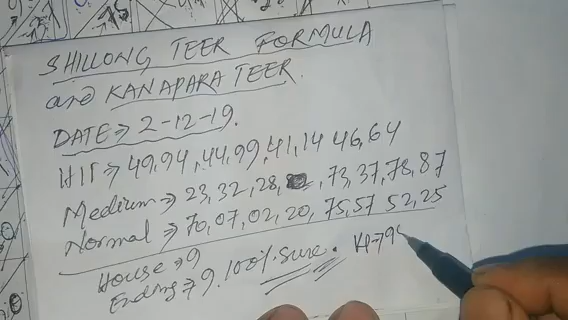 SHILLONG TEER FORMULA
and KANAPARA TEER.
DATE→ 2-12-19.
HIT→ 49,94,44,99,41,14 46,64
Medium→ 23,32,28, ,73,37,78,87
Normal→ 70,07,02,20, 75,57 52,25
House→9
Ending→9.100%.sure.